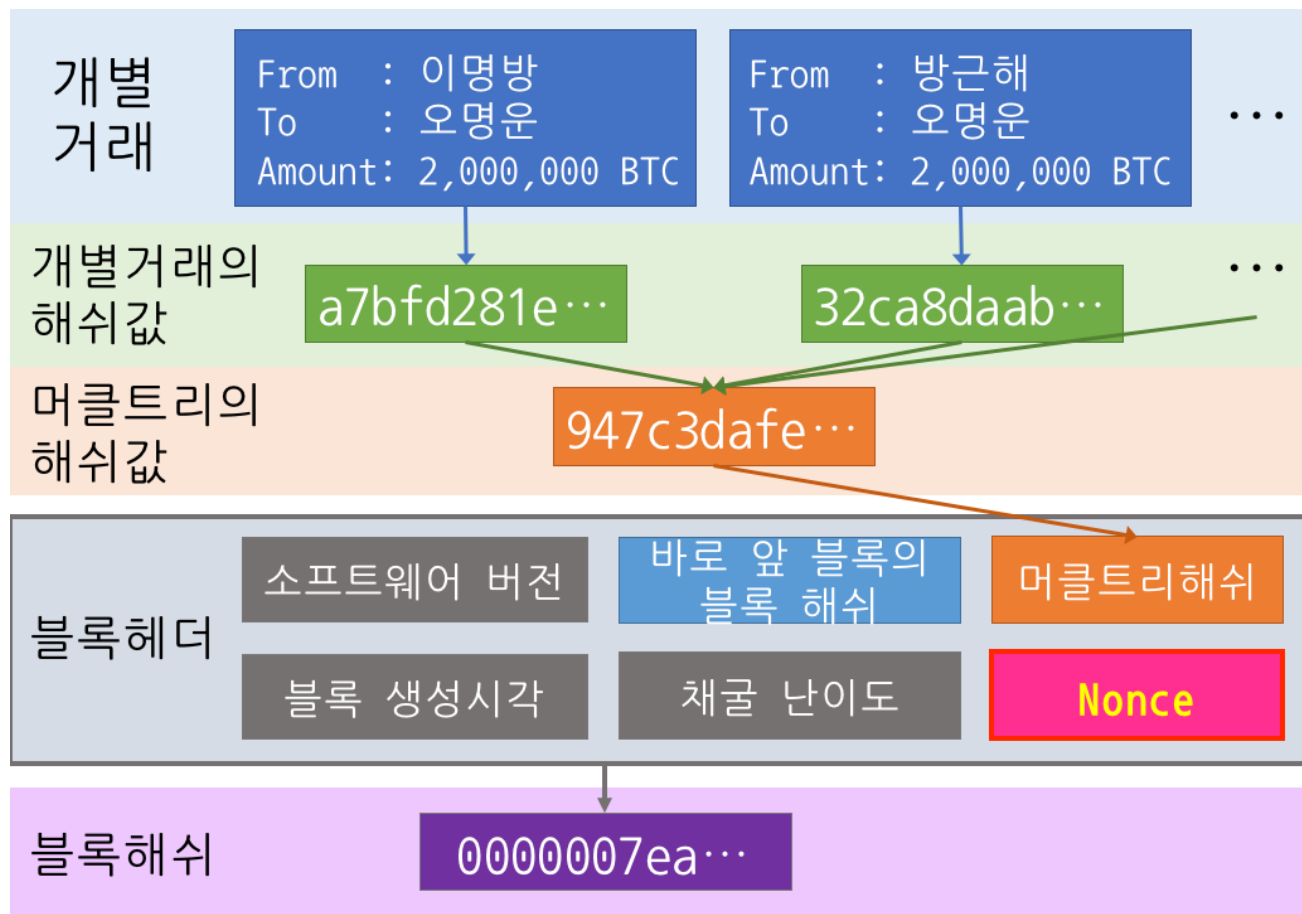 개별
거래
From : 이명방
To : 오명운
Amount: 2,000,000 BTC
From : 방근해
To : 오명운
Amount: 2,000,000 BTC
…
개별거래의
해쉬값
a7bfd281e…
32ca8daab…
…
머클트리의
해쉬값
947c3dafe…
블록헤더
소프트웨어 버전
바로 앞 블록의
블록 해쉬
머클트리해쉬
블록 생성시각
채굴 난이도
Nonce
블록해쉬
0000007ea…